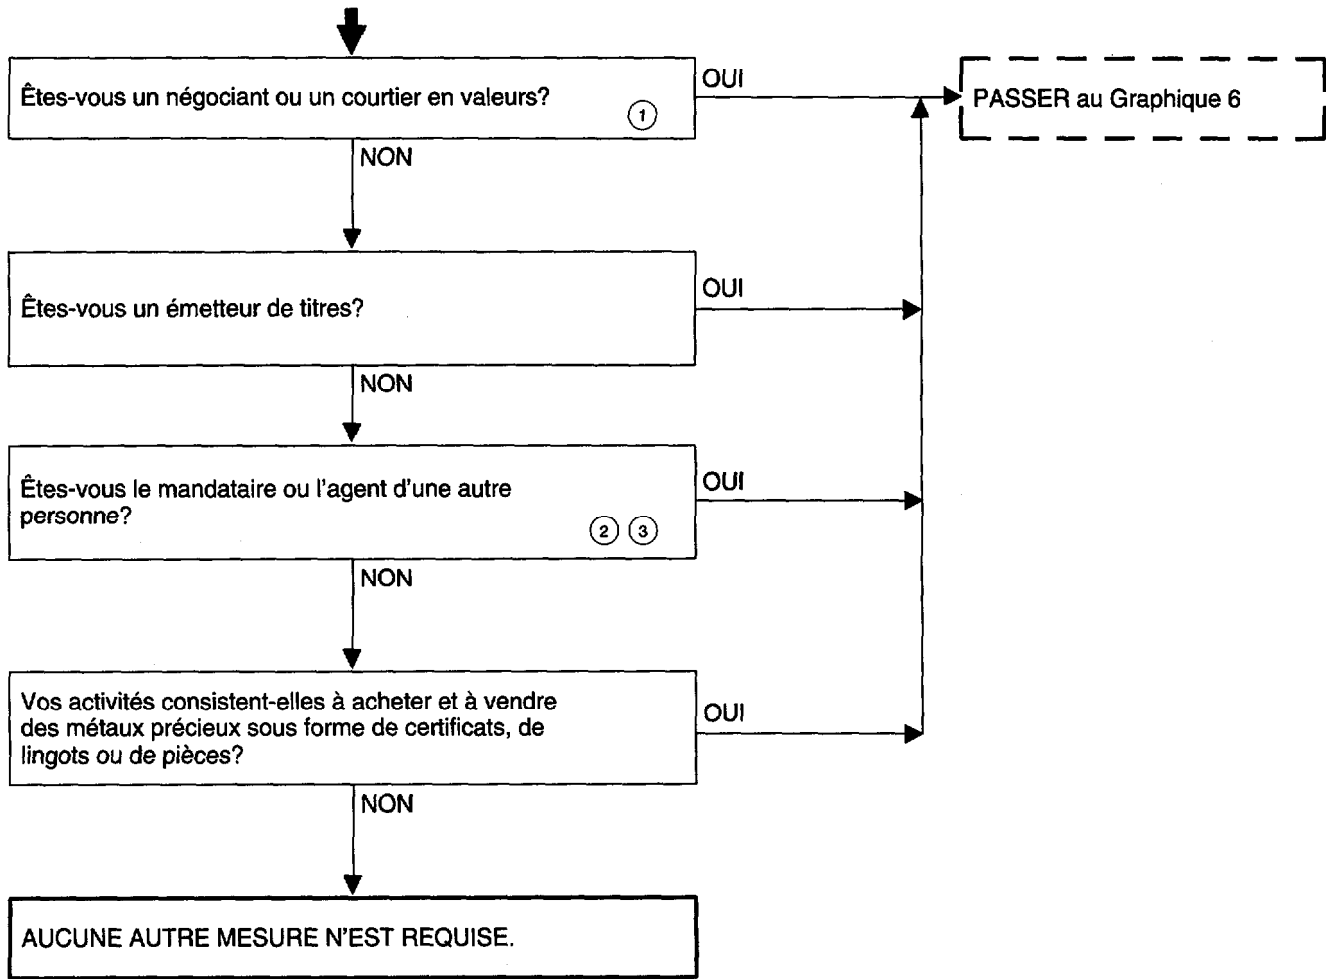 Êtes-vous un négociant ou un courtier en valeurs?
1
OUI
PASSER au Graphique 6
NON
Êtes-vous un émetteur de titres?
OUI
NON
Êtes-vous le mandataire ou l'agent d'une autre
personne?
2 3
OUI
NON
Vos activités consistent-elles à acheter et à vendre
des métaux précieux sous forme de certificats, de
lingots ou de pièces?
OUI
NON
AUCUNE AUTRE MESURE N'EST REQUISE.